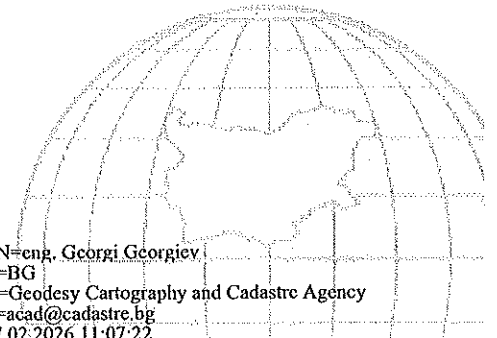 N=eng. Georgi Georgiev
=BG
=Geodesy Cartography and Cadastre Agency
=acad@cadastre.bg
7.02.2026 11:07:22